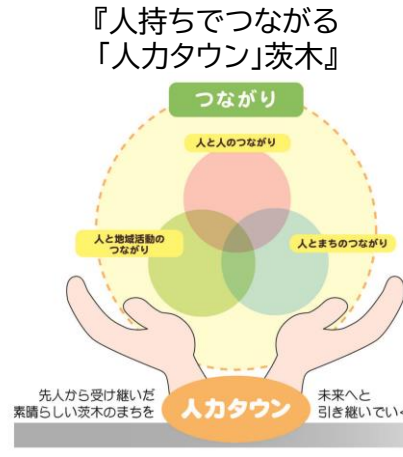 『人持ちでつながる
「人力タウン」茨木』
つながり
人と人のつながり
人と地域活動の
つながり
人とまちのつながり
先人から受け継いだ
素晴らしい茨木のまちを
人力タウン
未来へと
引き継いでいく